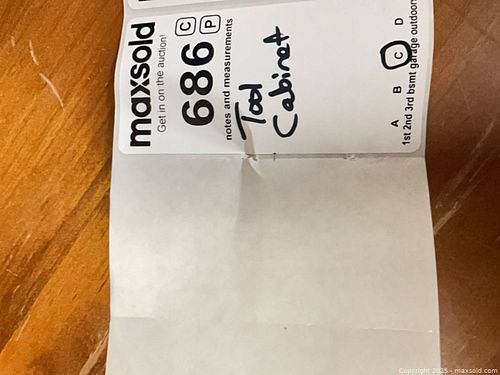 maxsold
Get in on the auction!
686 C P
notes and measurements
Tool
Cabinet
A B C D
1st 2nd 3rd bsmt garage outdoor
Copyright 2025 - maxsold.com